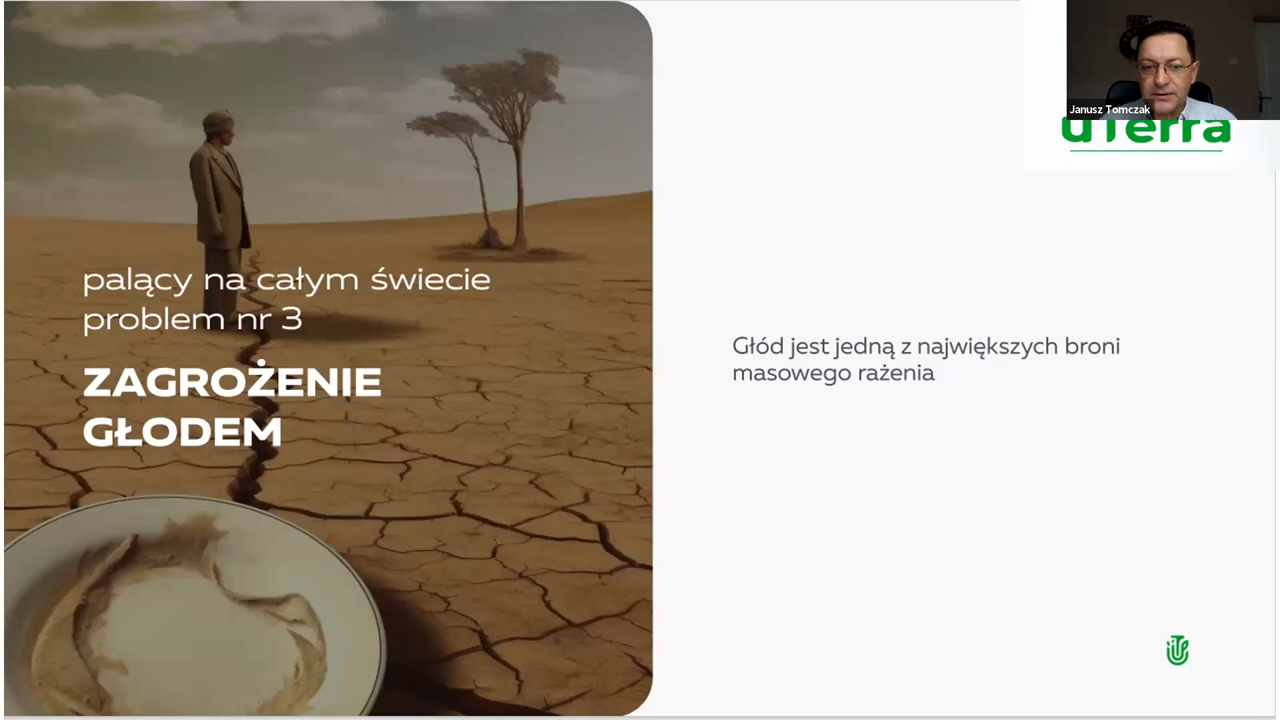 palący na całym świecie
problem nr 3
ZAGROŻENIE
GŁODEM
Głód jest jedną z największych broni
masowego rażenia
Janusz Tomczak
uTerra